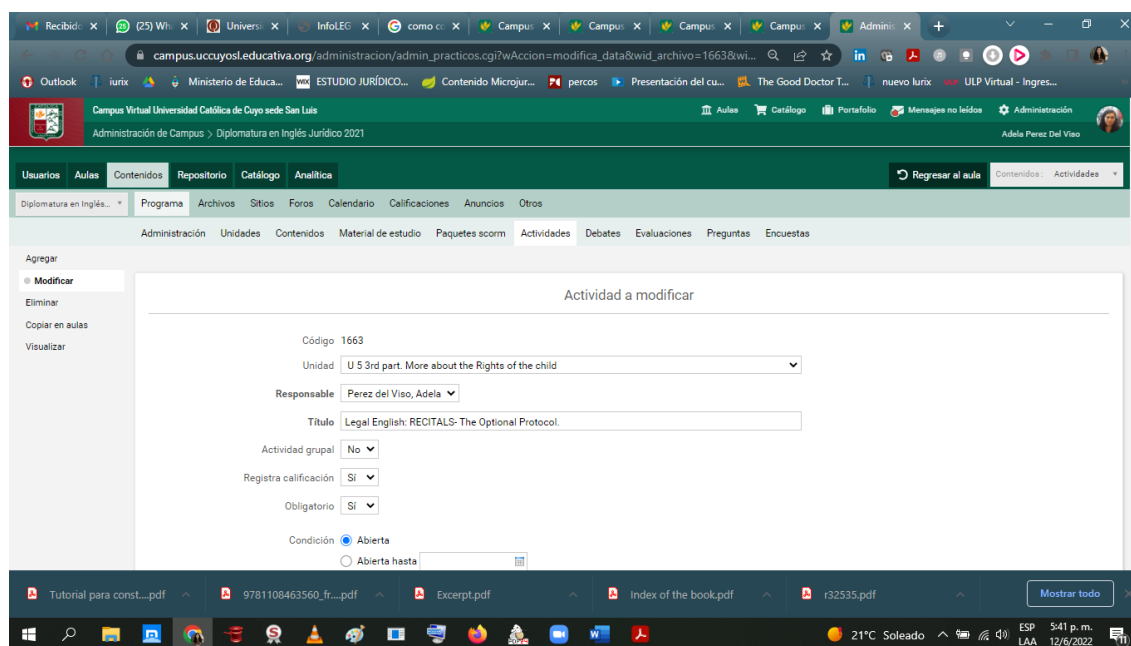 Recibido
(25) Wh
Universi
InfoLEG
como co
Campus
Campus
Campus
Campus
Adminis
campus.uccuyosl.educativa.org/administracion/admin_practicos.cgi?wAccion=modifica_data&wid_archivo=1663&wi...
Outlook
iurix
Ministerio de Educa...
ESTUDIO JURÍDICO...
Contenido Microjur...
percos
Presentación del cu...
The Good Doctor T...
nuevo Iurix
ULP Virtual - Ingres...
Campus Virtual Universidad Católica de Cuyo sede San Luis
Aulas
Catálogo
Portafolio
Mensajes no leídos
Administración
Administración de Campus > Diplomatura en Inglés Jurídico 2021
Adela Perez Del Viso
Usuarios Aulas Contenidos Repositorio Catálogo Analítica
Regresar al aula
Contenidos: Actividades
Diplomatura en Inglés...
Programa Archivos Sitios Foros Calendario Calificaciones Anuncios Otros
Administración Unidades Contenidos Material de estudio Paquetes scorm Actividades Debates Evaluaciones Preguntas Encuestas
Agregar
Modificar
Eliminar
Copiar en aulas
Visualizar
Actividad a modificar
Código 1663
Unidad U 5 3rd part. More about the Rights of the child
Responsable Perez del Viso, Adela
Título Legal English: RECITALS- The Optional Protocol.
Actividad grupal No
Registra calificación Sí
Obligatorio Sí
Condición Abierta
Abierta hasta
Tutorial para const....pdf
9781108463560_fr....pdf
Excerpt.pdf
Index of the book.pdf
r32535.pdf
Mostrar todo
21°C Soleado
ESP
LAA
5:41 p. m.
12/6/2022